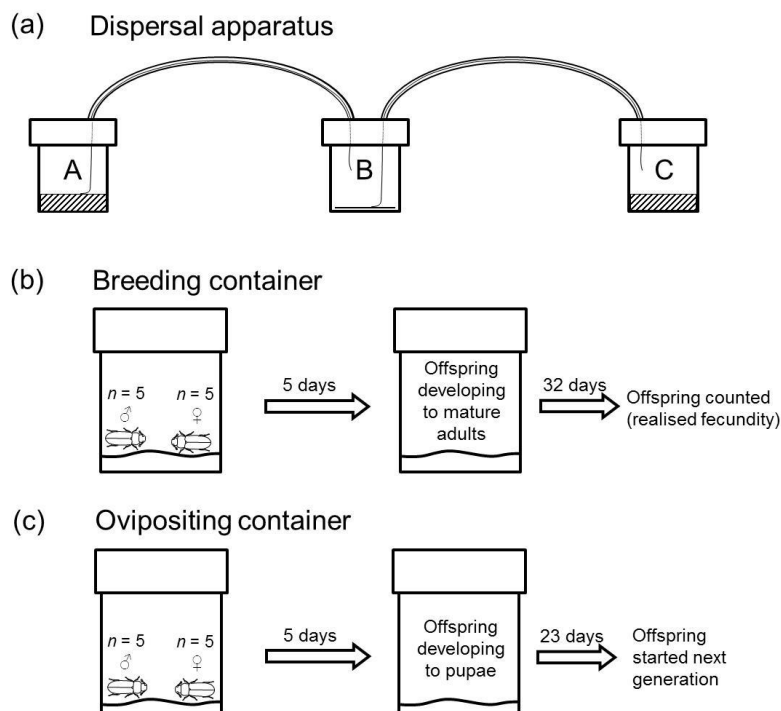 (a) Dispersal apparatus
A B C
(b) Breeding container
n = 5 n = 5
♂ ♀
5 days
Offspring
developing
to mature
adults
32 days
Offspring counted
(realised fecundity)
(c) Ovipositing container
n = 5 n = 5
♂ ♀
5 days
Offspring
developing
to pupae
23 days
Offspring
started next
generation